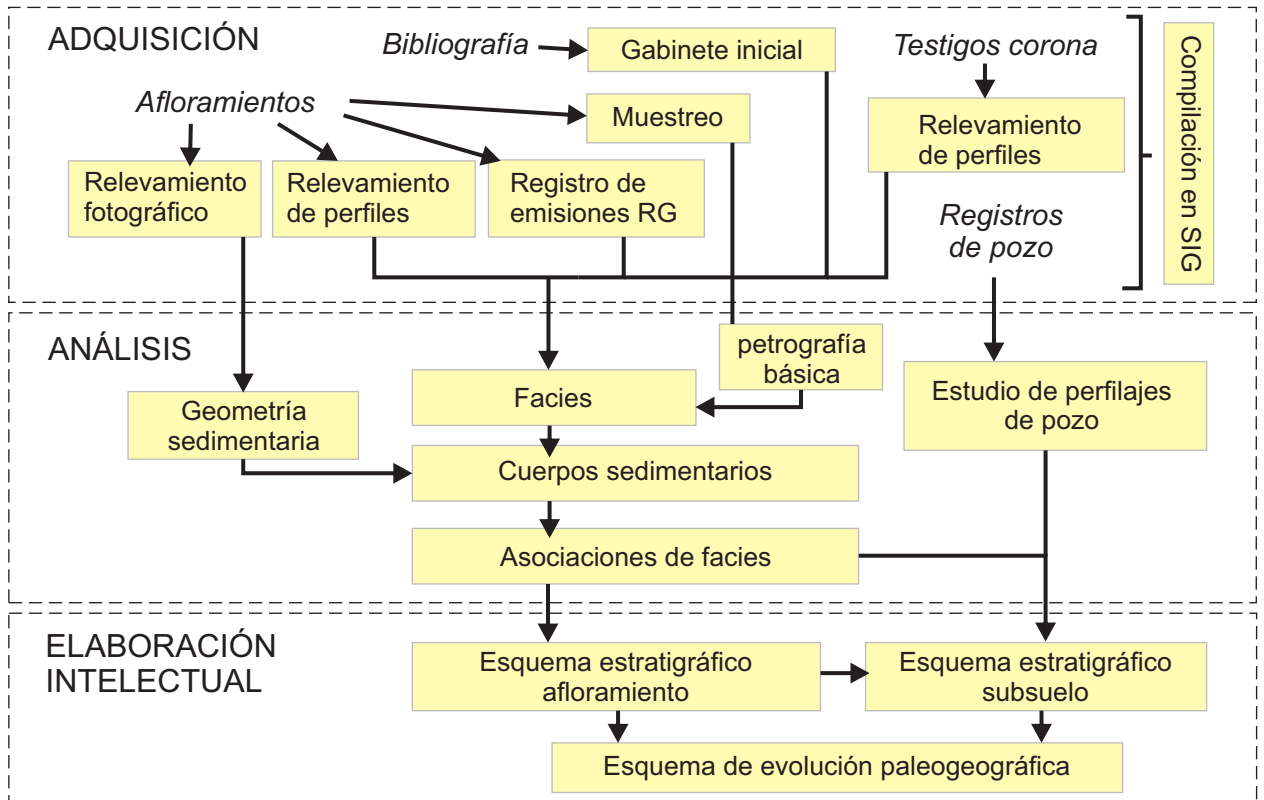 ADQUISICIÓN
Bibliografía
Gabinete inicial
Testigos corona
Compilación en SIG
Afloramientos
Muestreo
Relevamiento
de perfiles
Relevamiento
fotográfico
Relevamiento
de perfiles
Registro de
emisiones RG
Registros
de pozo
ANÁLISIS
petrografía
básica
Geometría
sedimentaria
Facies
Estudio de perfilajes
de pozo
Cuerpos sedimentarios
Asociaciones de facies
ELABORACIÓN
INTELECTUAL
Esquema estratigráfico
afloramiento
Esquema estratigráfico
subsuelo
Esquema de evolución paleogeográfica